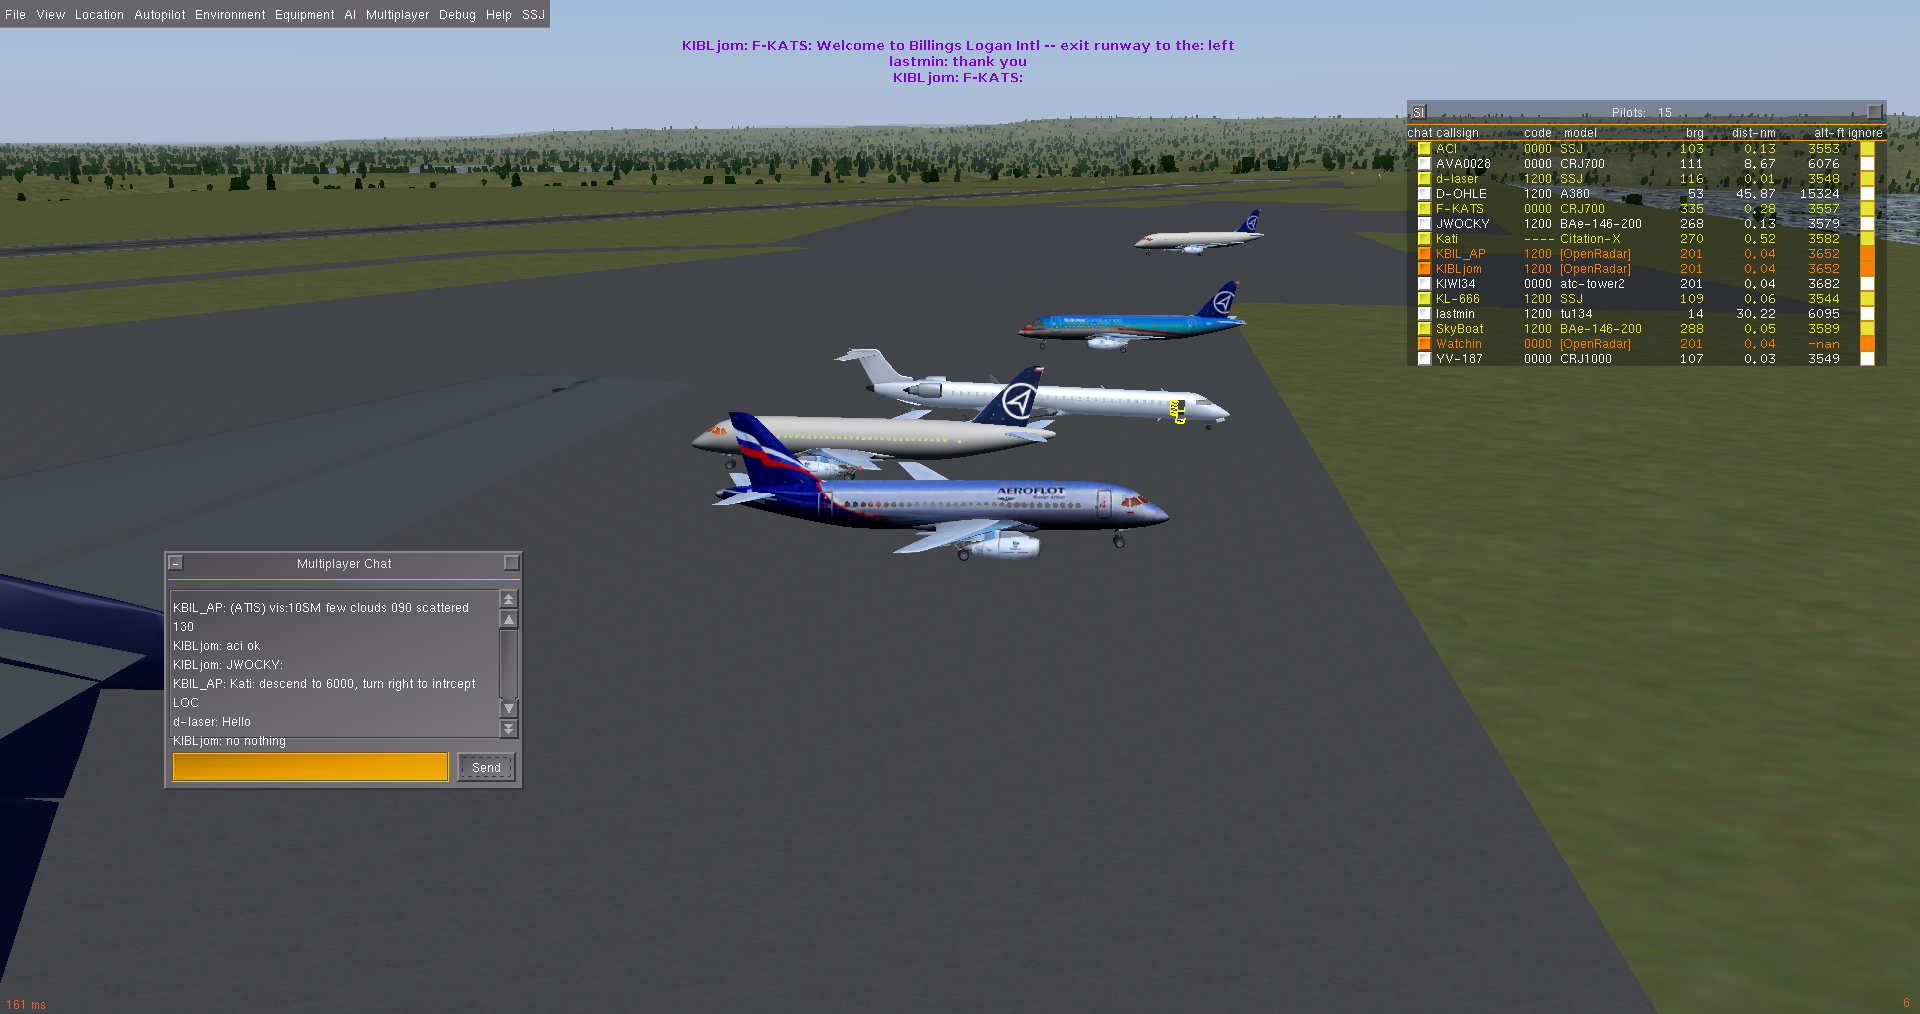 File View Location Autopilot Environment Equipment AI Multiplayer Debug Help SSJ
KIBLjom: F-KATS: Welcome to Billings Logan Intl -- exit runway to the: left
lastmin: thank you
KIBLjom: F-KATS:
SI Pilots: 15
chat callsign code model brg dist-nm alt-ft ignore
ACI 0000 SSJ 103 0.13 3553
AVA0028 0000 CRJ700 111 8.67 6076
d-laser 1200 SSJ 116 0.01 3548
D-OHLE 1200 A380 53 45.87 15324
F-KATS 0000 CRJ700 335 0.28 3557
JWOCKY 1200 BAe-146-200 268 0.13 3579
Kati ---- Citation-X 270 0.52 3582
KBIL_AP 1200 [OpenRadar] 201 0.04 3652
KIBLjom 1200 [OpenRadar] 201 0.04 3652
KIWI34 0000 atc-tower2 201 0.04 3682
KL-666 1200 SSJ 109 0.06 3544
lastmin 1200 tu134 14 30.22 6095
SkyBoat 1200 BAe-146-200 288 0.05 3589
Watchin 0000 [OpenRadar] 201 0.04 -nan
YV-187 0000 CRJ1000 107 0.03 3549
AEROFLOT
Multiplayer Chat
KBIL_AP: (ATIS) vis:10SM few clouds 090 scattered
130
KIBLjom: aci ok
KIBLjom: JWOCKY:
KBIL_AP: Kati: descend to 6000, turn right to intrcept
LOC
d-laser: Hello
KIBLjom: no nothing
Send
161 ms
6